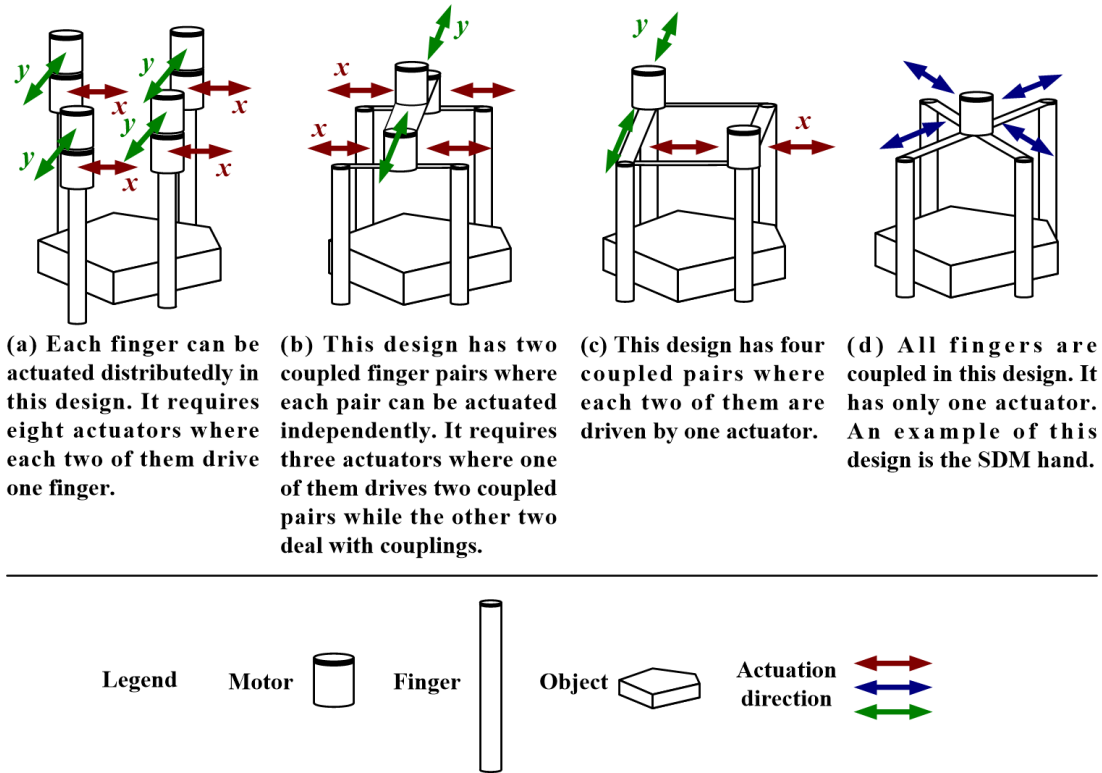 y
y
x
x
y
y
x
x
y
x
x
y
x
(a) Each finger can be
actuated distributedly in
this design. It requires
eight actuators where
each two of them drive
one finger.
(b) This design has two
coupled finger pairs where
each pair can be actuated
independently. It requires
three actuators where one
of them drives two coupled
pairs while the other two
deal with couplings.
(c) This design has four
coupled pairs where
each two of them are
driven by one actuator.
(d) All fingers are
coupled in this design. It
has only one actuator.
An example of this
design is the SDM hand.
Legend
Motor
Finger
Object
Actuation
direction